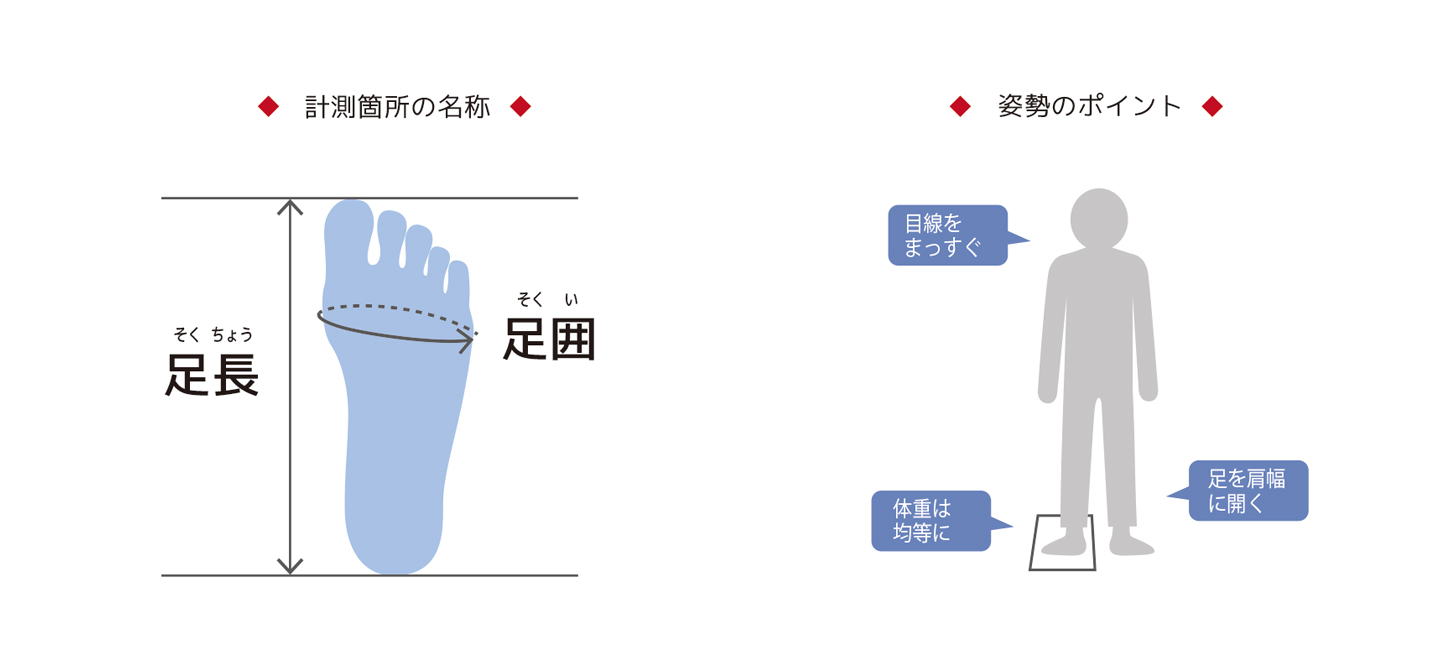 ◆ 計測箇所の名称 ◆
そく ちょう
足長
そく い
足囲
◆ 姿勢のポイント ◆
目線を
まっすぐ
体重は
均等に
足を肩幅
に開く